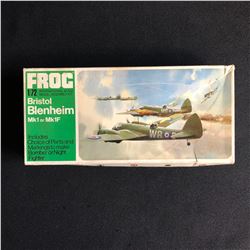 FROG
1/72
Bristol
Blenheim
Mk1 or Mk1F
Includes
Choice of Parts and
Markings to make
Bomber or Night
Fighter
WR